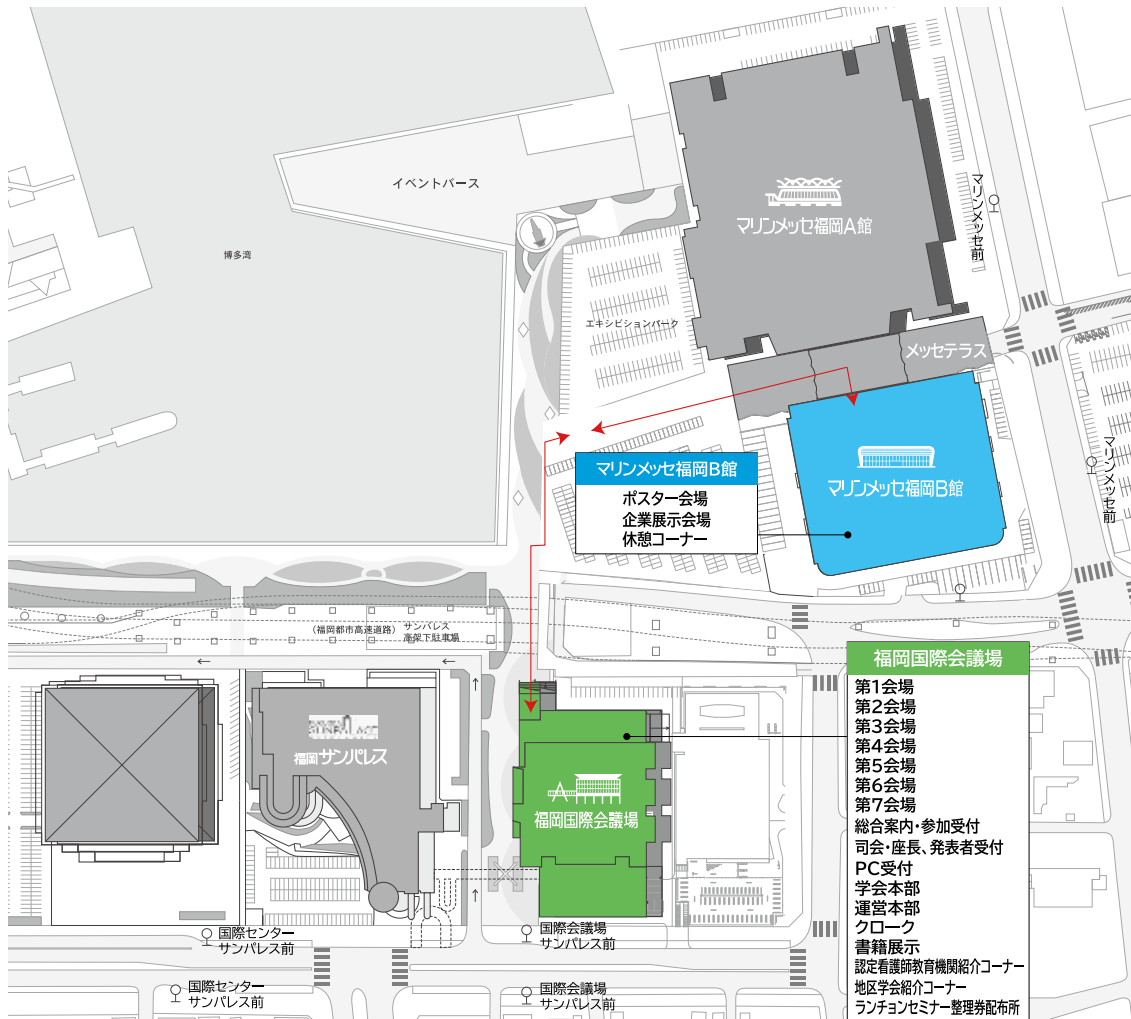 イベントバース
博多湾
マリンメッセ福岡A館
マリンメッセ前
エキシビションパーク
メッセテラス
マリンメッセ福岡B館
ポスター会場
企業展示会場
休憩コーナー
マリンメッセ福岡B館
マリンメッセ前
(福岡都市高速道路)
サンパレス
高架下駐車場
福岡サンパレス
福岡国際会議場
福岡国際会議場
第1会場
第2会場
第3会場
第4会場
第5会場
第6会場
第7会場
総合案内・参加受付
司会・座長、発表者受付
PC受付
学会本部
運営本部
クローク
書籍展示
認定看護師教育機関紹介コーナー
地区学会紹介コーナー
ランチョンセミナー整理券配布所
国際センター
サンパレス前
国際会議場
サンパレス前
国際センター
サンパレス前
国際会議場
サンパレス前